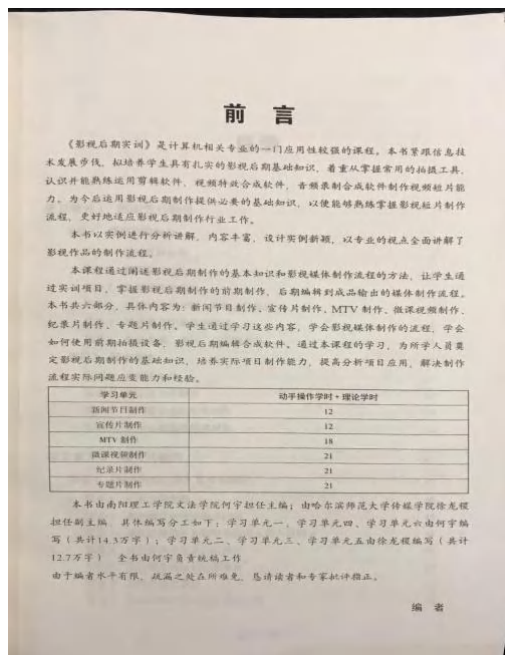 前 言
《影视后期实训》是计算机相关专业的一门应用性较强的课程。本书紧跟信息技
术发展步伐，拟培养学生具有扎实的影视后期基础知识，着重从掌握常用的拍摄工具、
认识并能熟练运用剪辑软件，视频特效合成软件，音频录制合成软件制作视频短片能
力。为今后运用影视后期制作提供必要的基础知识，以便能够熟练掌握影视短片制作
流程，更好地适应影视后期制作行业工作。
本书以实例进行分析讲解，内容丰富，设计实例新颖，以专业的视点全面讲解了
影视作品的制作流程。
本课程通过阐述影视后期制作的基本知识和影视媒体制作流程的方法，让学生通
过实训项目，掌握影视后期制作的前期制作，后期编辑到成品输出的媒体制作流程。
本书共六部分，具体内容为：新闻节目制作、宣传片制作、MTV 制作、微课视频制作、
纪录片制作、专题片制作。学生通过学习这些内容，学会影视媒体制作的流程，学会
如何使用前期拍摄设备，影视后期编辑合成软件。通过本课程的学习，为所学人员奠
定影视后期制作的基础知识，培养实际项目制作能力，提高分析项目应用，解决制作
流程实际问题应变能力和经验。
学习单元 动手操作学时+理论学时
新闻节目制作 12
宣传片制作 12
MTV 制作 18
微课视频制作 21
纪录片制作 21
专题片制作 21
本书由南阳理工学院文法学院何宇担任主编；由哈尔滨师范大学传媒学院徐龙稷
担任副主编。具体编写分工如下：学习单元一、学习单元四、学习单元六由何宇编
写（共计14.3万字）；学习单元二、学习单元三、学习单元五由徐龙稷编写（共计
12.7万字） 全书由何宇负责统稿工作
由于编者水平有限，疏漏之处在所难免，恳请读者和专家批评指正。
编 者